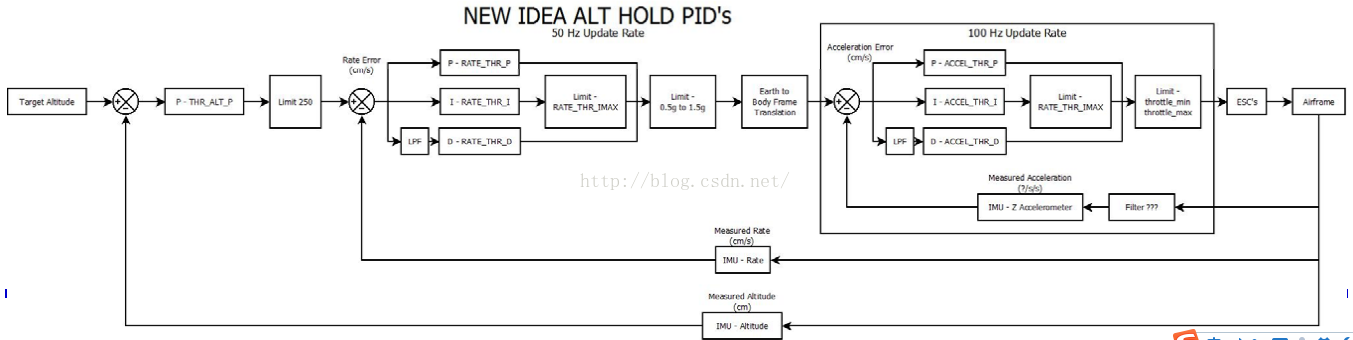 NEW IDEA ALT HOLD PID's
50 Hz Update Rate
100 Hz Update Rate
Target Altitude
P - THR_ALT_P
Limit 250
Rate Error
(cm/s)
P - RATE_THR_P
I - RATE_THR_I
LPF
D - RATE_THR_D
Limit -
RATE_THR_IMAX
Limit -
0.5g to 1.5g
Earth to
Body Frame
Translation
Acceleration Error
(cm/s)
P - ACCEL_THR_P
I - ACCEL_THR_I
LPF
D - ACCEL_THR_D
Limit -
RATE_THR_IMAX
Limit -
throttle_min
throttle_max
ESC's
Airframe
http://blog.csdn.net/
Measured Acceleration
(?/s/s)
IMU - Z Accelerometer
Filter ???
Measured Rate
(cm/s)
IMU - Rate
Measured Altitude
(cm)
IMU - Altitude